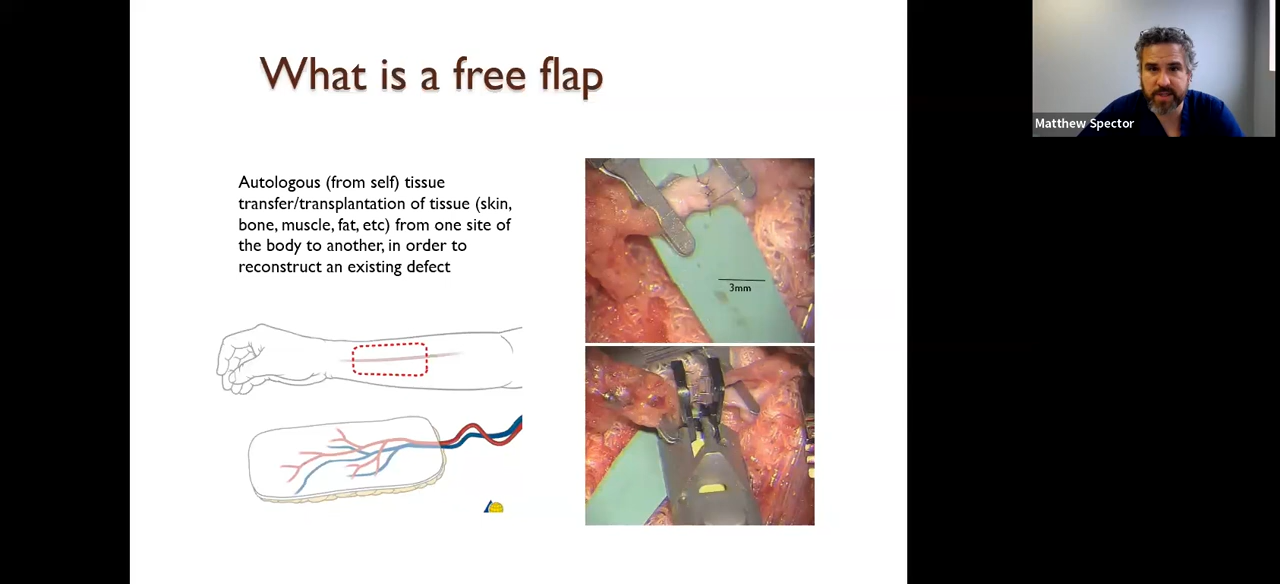 What is a free flap
Autologous (from self) tissue
transfer/transplantation of tissue (skin,
bone, muscle, fat, etc) from one site of
the body to another, in order to
reconstruct an existing defect
3mm
Matthew Spector